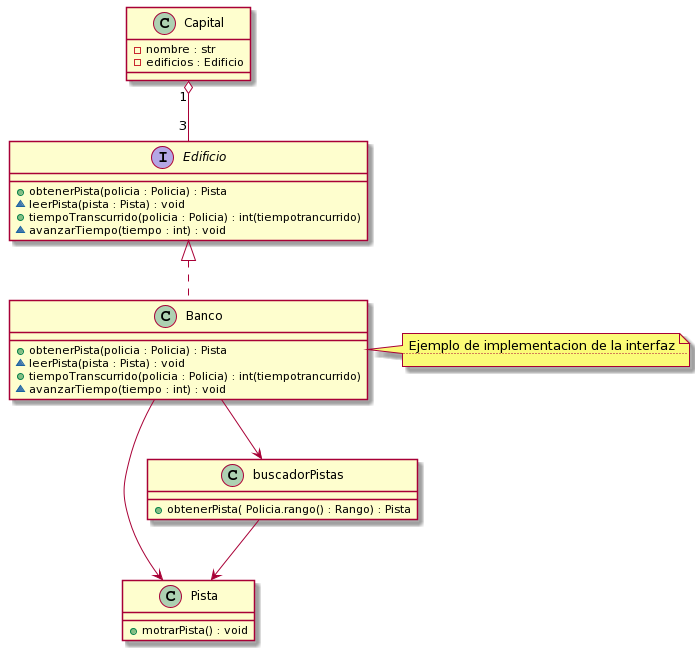 C Capital
nombre : str
edificios : Edificio
1
3
I Edificio
obtenerPista(policia : Policia) : Pista
leerPista(pista : Pista) : void
tiempoTranscurrido(policia : Policia) : int(tiempotrancurrido)
avanzarTiempo(tiempo : int) : void
C Banco
obtenerPista(policia : Policia) : Pista
leerPista(pista : Pista) : void
tiempoTranscurrido(policia : Policia) : int(tiempotrancurrido)
avanzarTiempo(tiempo : int) : void
Ejemplo de implementacion de la interfaz
C buscadorPistas
obtenerPista( Policia.rango() : Rango) : Pista
C Pista
motrarPista() : void